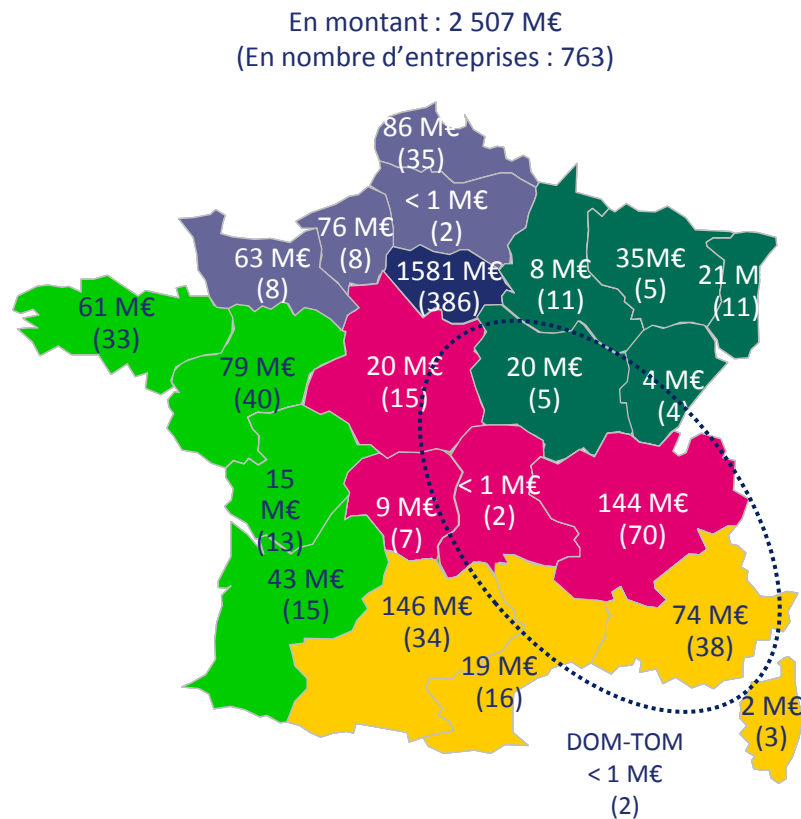 En montant : 2 507 M€
(En nombre d'entreprises : 763)
86 M€
(35)
< 1 M€
(2)
76 M€
(8)
63 M€
(8)
1581 M€
(386)
8 M€
(11)
35M€
(5)
21 M
(11)
61 M€
(33)
79 M€
(40)
20 M€
(15)
20 M€
(5)
4 M€
(4
15
M€
(13)
9 M€
(7)
< 1 M€
(2)
144 M€
(70)
43 M€
(15)
146 M€
(34)
74 M€
(38)
19 M€
(16)
2 M€
(3)
DOM-TOM
< 1 M€
(2)